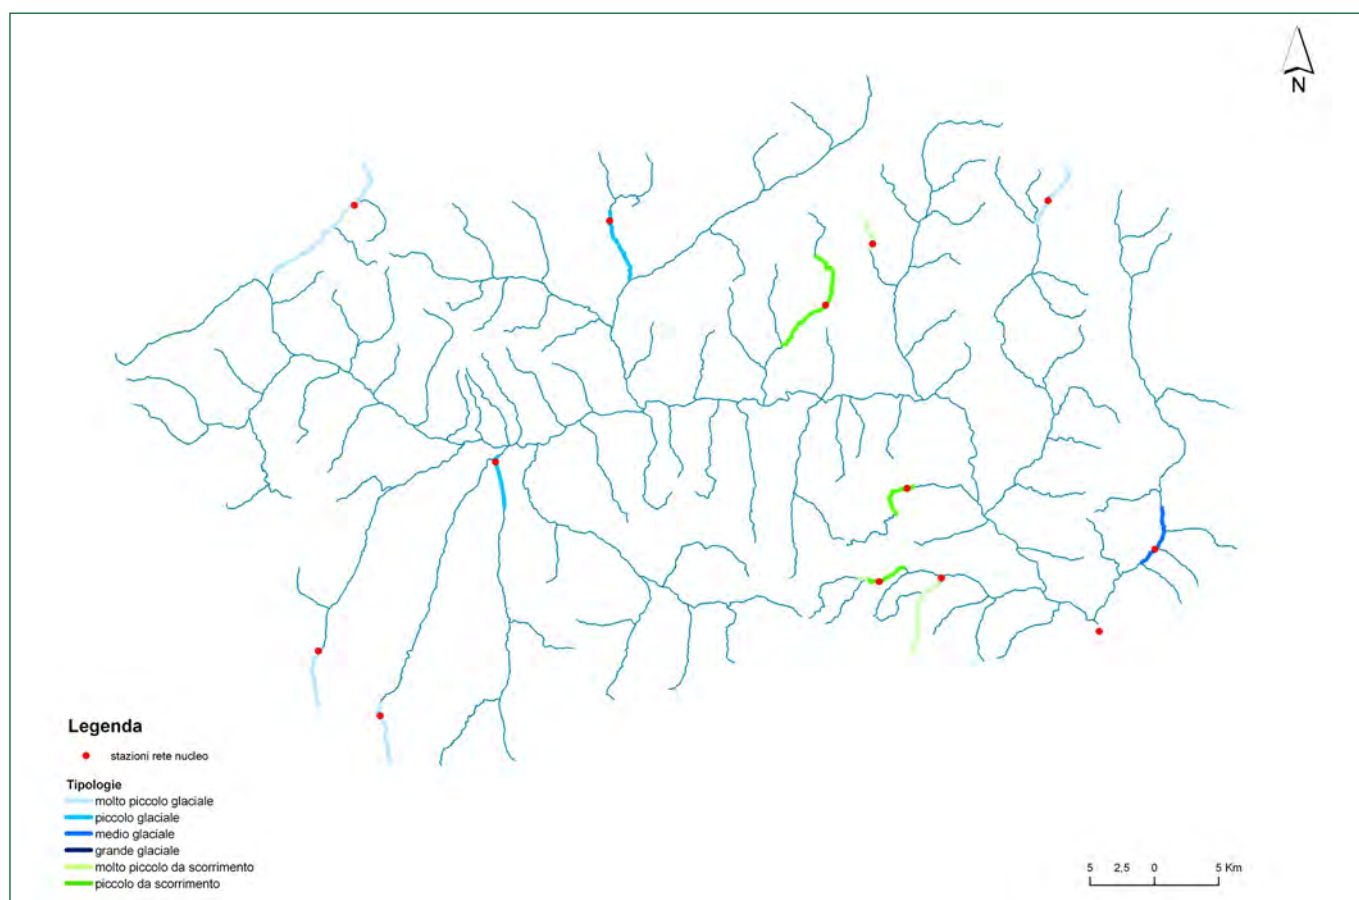 N
Legenda
stazioni rete nucleo
Tipologie
molto piccolo glaciale
piccolo glaciale
medio glaciale
grande glaciale
molto piccolo da scorrimento
piccolo da scorrimento
5 2,5 0 5 Km